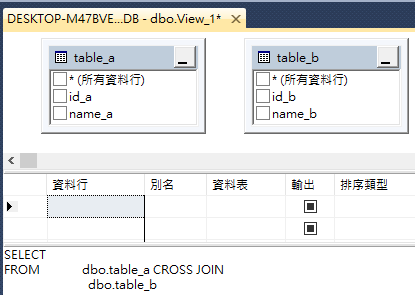 DESKTOP-M47BVE...DB - dbo.View_1*
table_a
* (所有資料行)
id_a
name_a
table_b
* (所有資料行)
id_b
name_b
資料行 別名 資料表 輸出 排序類型
SELECT
FROM dbo.table_a CROSS JOIN
dbo.table_b